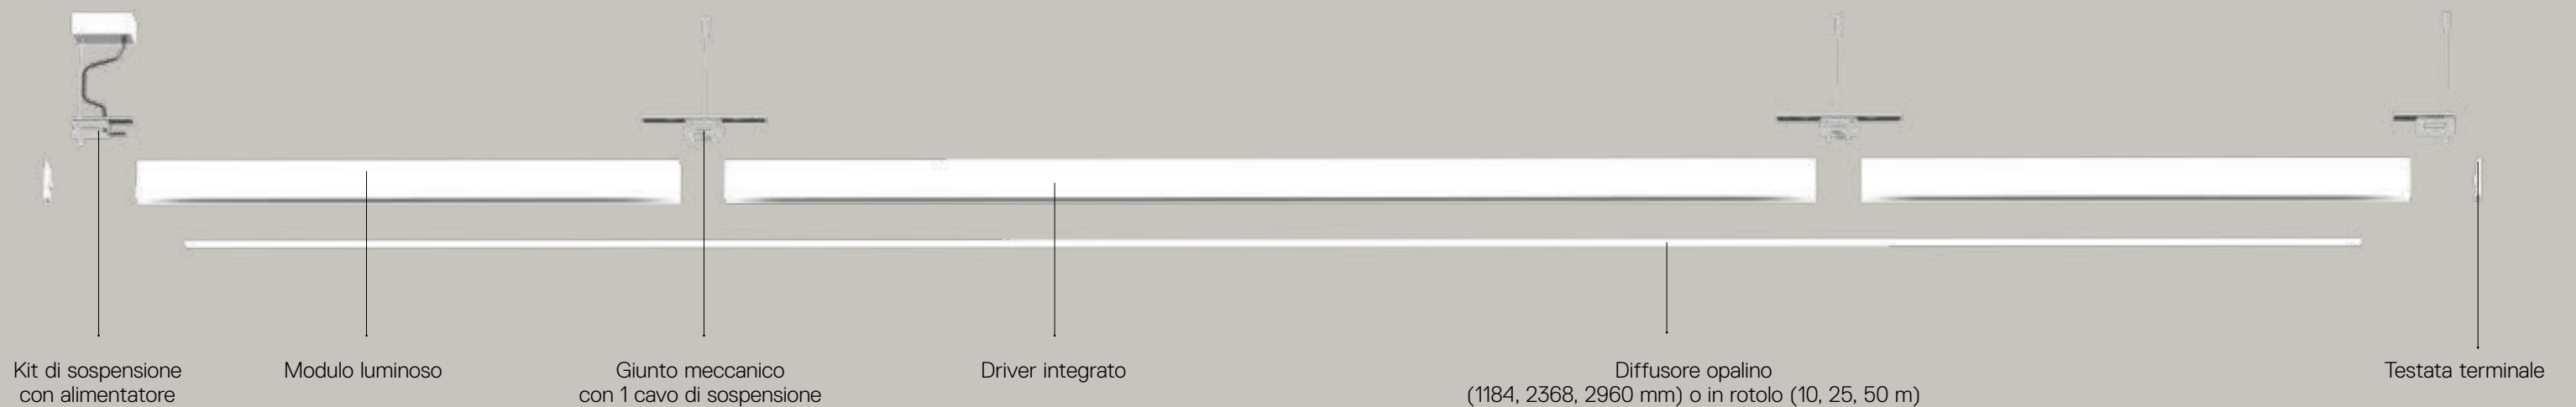 Kit di sospensione
con alimentatore
Modulo luminoso
Giunto meccanico
con 1 cavo di sospensione
Driver integrato
Diffusore opalino
(1184, 2368, 2960 mm) o in rotolo (10, 25, 50 m)
Testata terminale